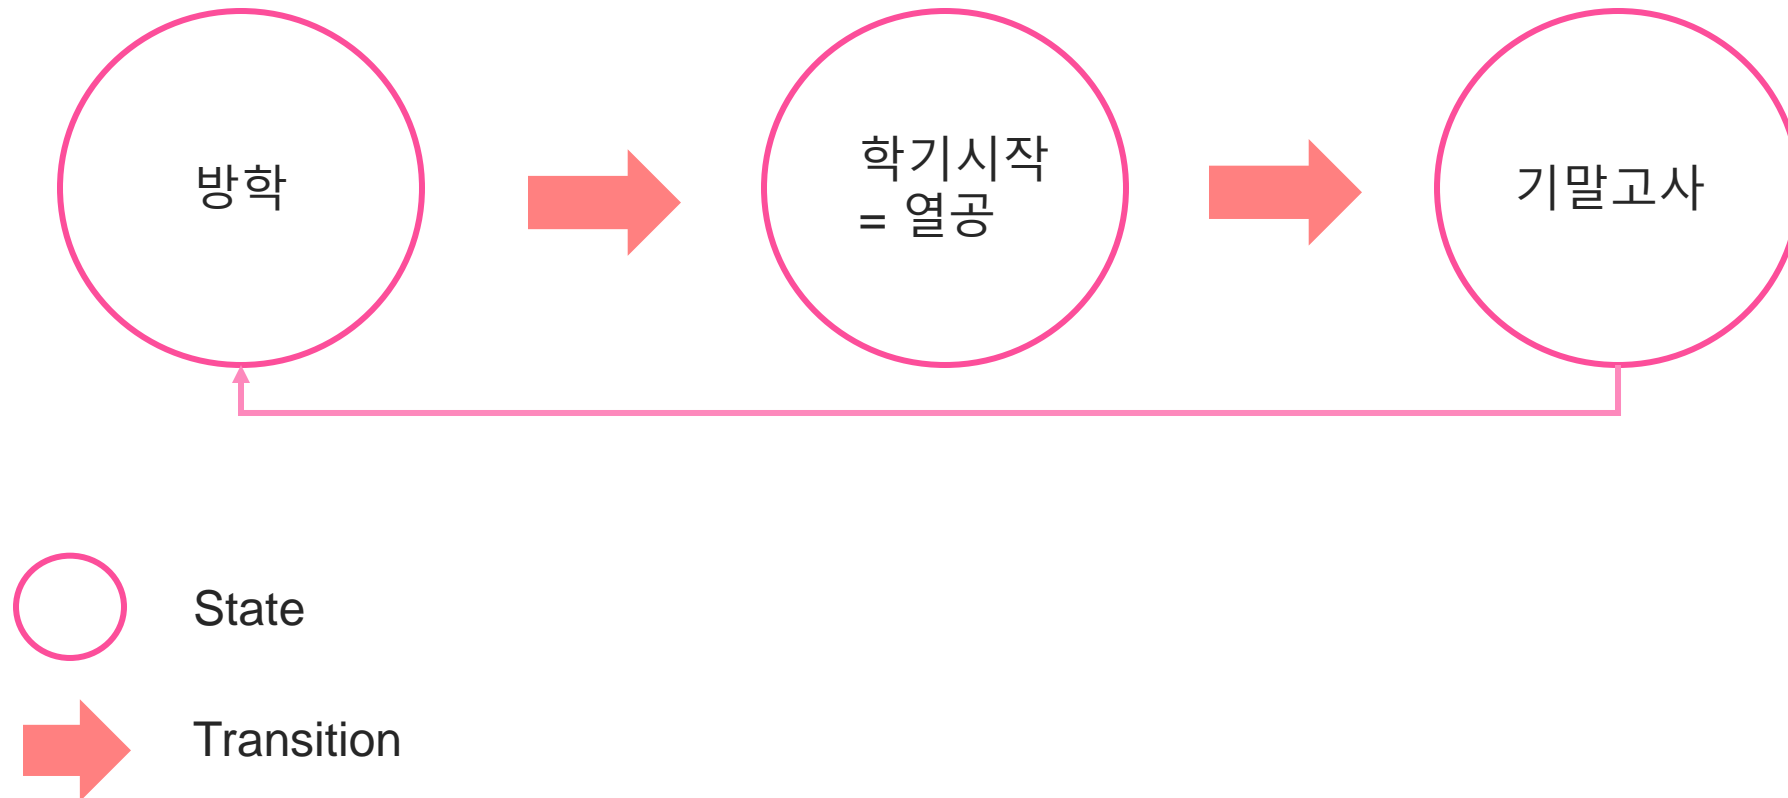 방학
학기시작
= 열공
기말고사
State
Transition